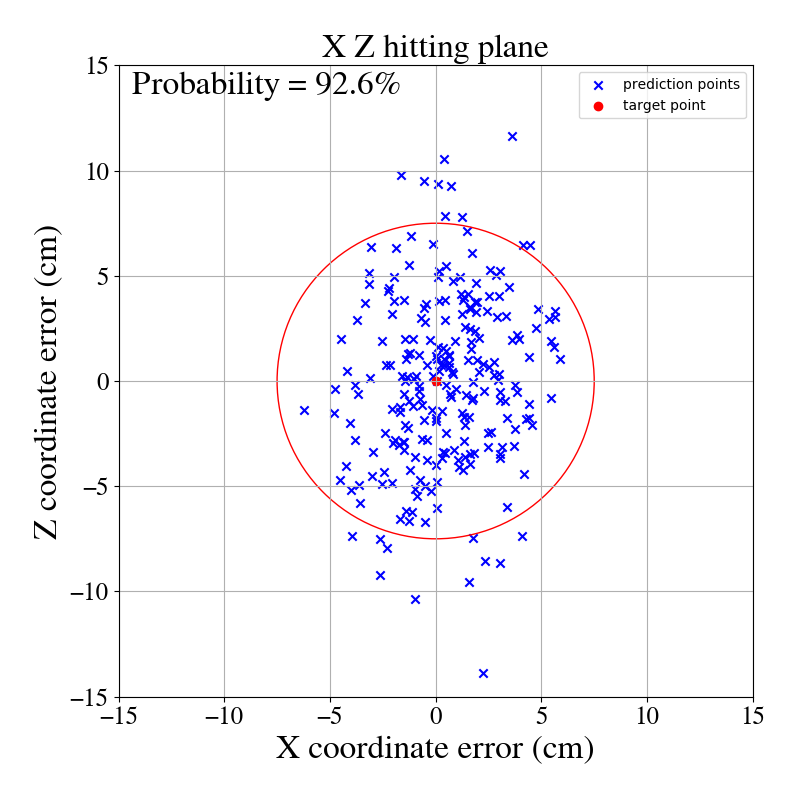 X Z hitting plane
Probability = 92.6%
prediction points
target point
15
10
5
0
−5
−10
−15
Z coordinate error (cm)
−15 −10 −5 0 5 10 15
X coordinate error (cm)